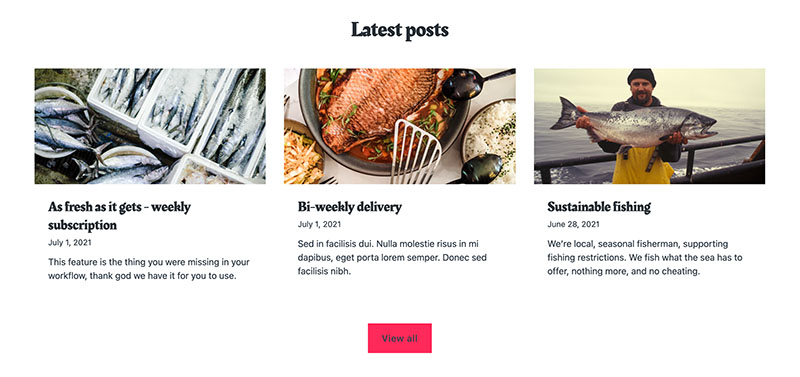 Latest posts
As fresh as it gets - weekly
subscription
July 1, 2021
This feature is the thing you were missing in your
workflow, thank god we have it for you to use.
Bi-weekly delivery
July 1, 2021
Sed in facilisis dui. Nulla molestie risus in mi
dapibus, eget porta lorem semper. Donec sed
facilisis nibh.
Sustainable fishing
June 28, 2021
We’re local, seasonal fisherman, supporting
fishing restrictions. We fish what the sea has to
offer, nothing more, and no cheating.
View all